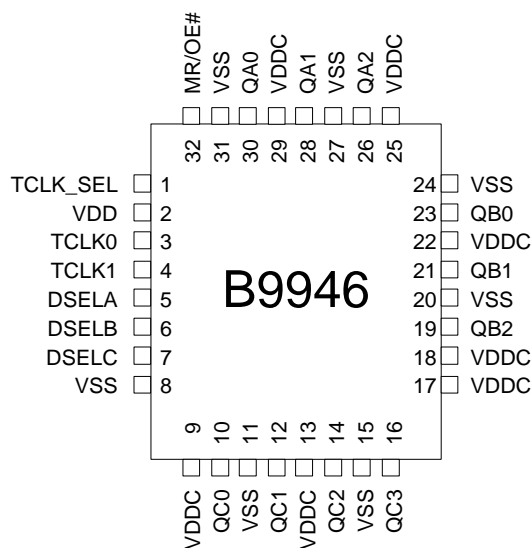 MR/OE#
VSS
QA0
VDDC
QA1
VSS
QA2
VDDC
32
31
30
29
28
27
26
25
TCLK_SEL 1
VDD 2
TCLK0 3
TCLK1 4
DSELA 5
DSELB 6
DSELC 7
VSS 8
B9946
24 VSS
23 QB0
22 VDDC
21 QB1
20 VSS
19 QB2
18 VDDC
17 VDDC
9
10
11
12
13
14
15
16
VDDC
QC0
VSS
QC1
VDDC
QC2
VSS
QC3